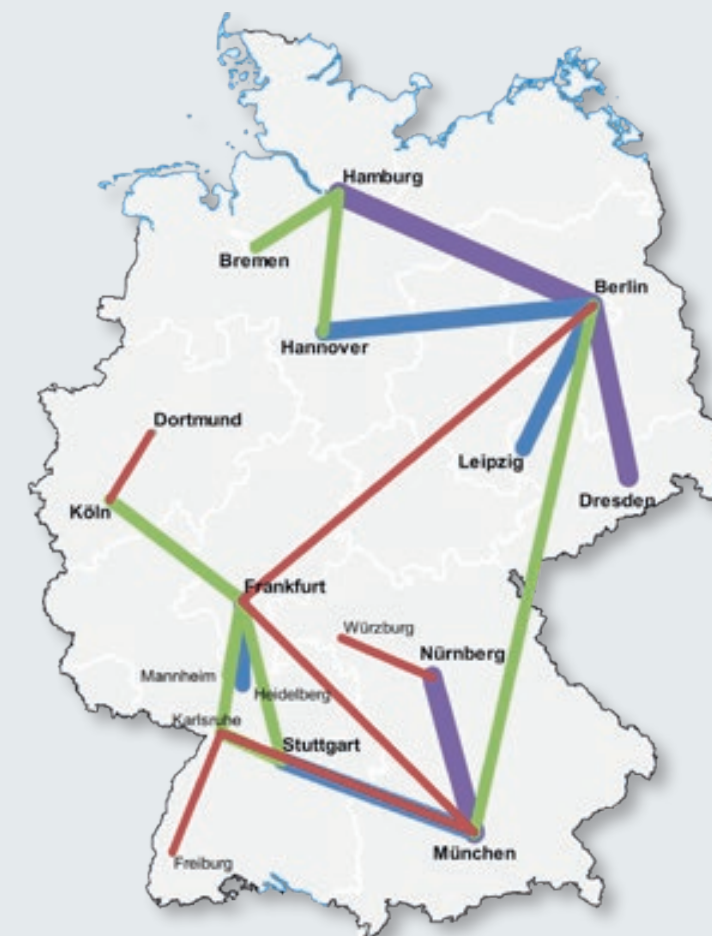 Hamburg
Bremen
Berlin
Hannover
Dortmund
Leipzig
Köln
Dresden
Frankfurt
Würzburg
Nürnberg
Mannheim
Heidelberg
Karlsruhe
Stuttgart
München
Freiburg